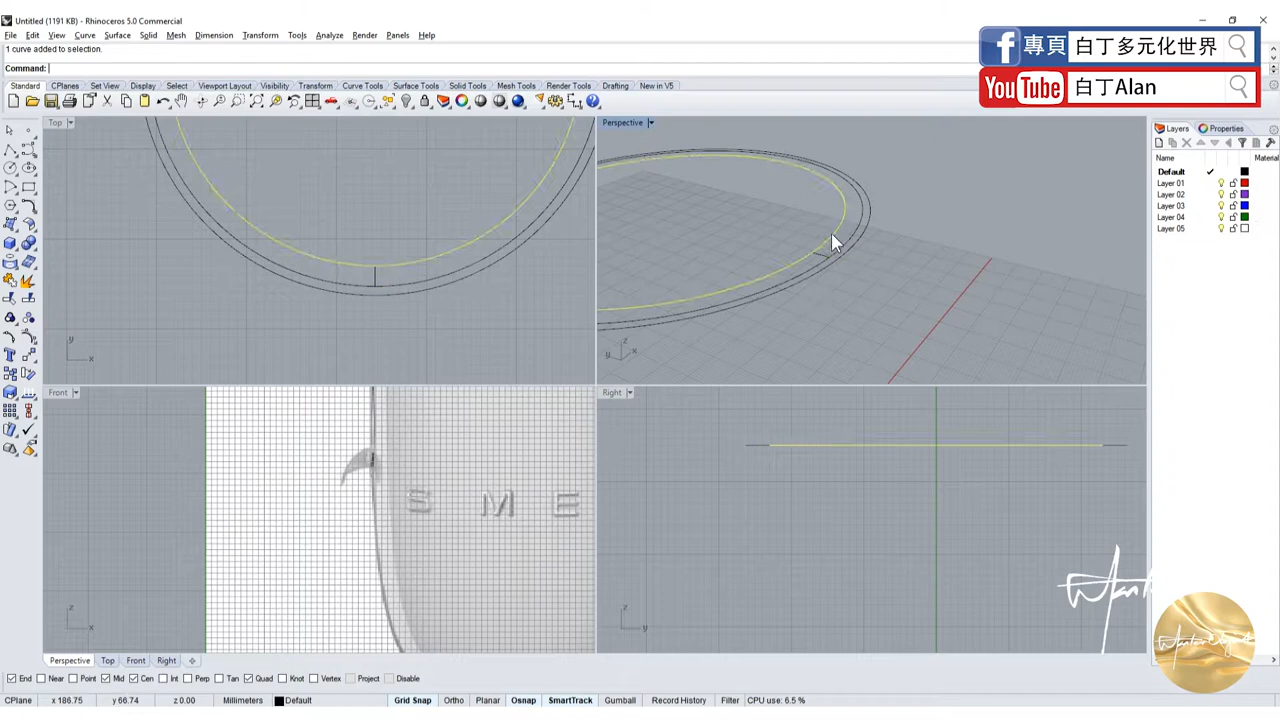 Untitled (1191 KB) - Rhinoceros 5.0 Commercial
File Edit View Curve Surface Solid Mesh Dimension Transform Tools Analyze Render Panels Help
1 curve added to selection.
Command:
Standard CPlanes Set View Display Select Viewport Layout Visibility Transform Curve Tools Surface Tools Solid Tools Mesh Tools Render Tools Drafting New in V5
f 專頁 白丁多元化世界
YouTube 白丁Alan
Top
Perspective
Layers Properties
Name Material
Default
Layer 01
Layer 02
Layer 03
Layer 04
Layer 05
y x
z y x
Front
Right
S M E
z x
z y
Perspective Top Front Right
End Near Point Mid Cen Int Perp Tan Quad Knot Vertex Project Disable
CPlane x 186.75 y 66.74 z 0.00 Millimeters Default Grid Snap Ortho Planar Osnap SmartTrack Gumball Record History Filter CPU use: 6.5 %